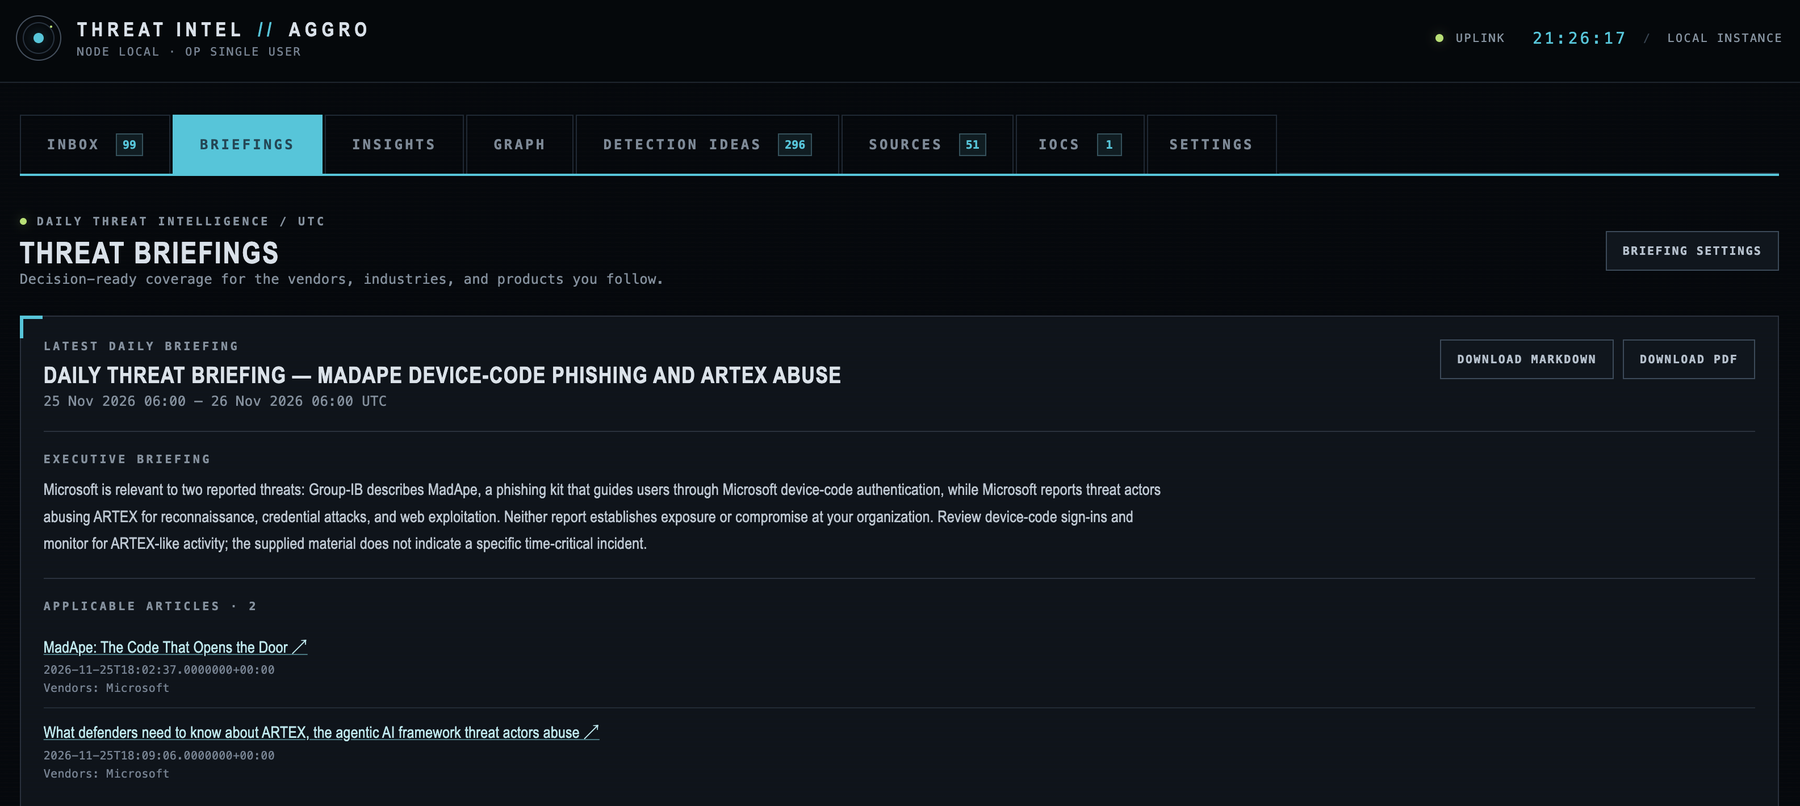 THREAT INTEL // AGGRO
NODE LOCAL · OP SINGLE USER
UPLINK 21:26:17 / LOCAL INSTANCE
INBOX 99 BRIEFINGS INSIGHTS GRAPH DETECTION IDEAS 296 SOURCES 51 IOCS 1 SETTINGS
DAILY THREAT INTELLIGENCE / UTC
THREAT BRIEFINGS
Decision-ready coverage for the vendors, industries, and products you follow.
BRIEFING SETTINGS
LATEST DAILY BRIEFING
DAILY THREAT BRIEFING — MADAPE DEVICE-CODE PHISHING AND ARTEX ABUSE
25 Nov 2026 06:00 – 26 Nov 2026 06:00 UTC
DOWNLOAD MARKDOWN DOWNLOAD PDF
EXECUTIVE BRIEFING
Microsoft is relevant to two reported threats: Group-IB describes MadApe, a phishing kit that guides users through Microsoft device-code authentication, while Microsoft reports threat actors
abusing ARTEX for reconnaissance, credential attacks, and web exploitation. Neither report establishes exposure or compromise at your organization. Review device-code sign-ins and
monitor for ARTEX-like activity; the supplied material does not indicate a specific time-critical incident.
APPLICABLE ARTICLES · 2
MadApe: The Code That Opens the Door ↗
2026-11-25T18:02:37.0000000+00:00
Vendors: Microsoft
What defenders need to know about ARTEX, the agentic AI framework threat actors abuse ↗
2026-11-25T18:09:06.0000000+00:00
Vendors: Microsoft